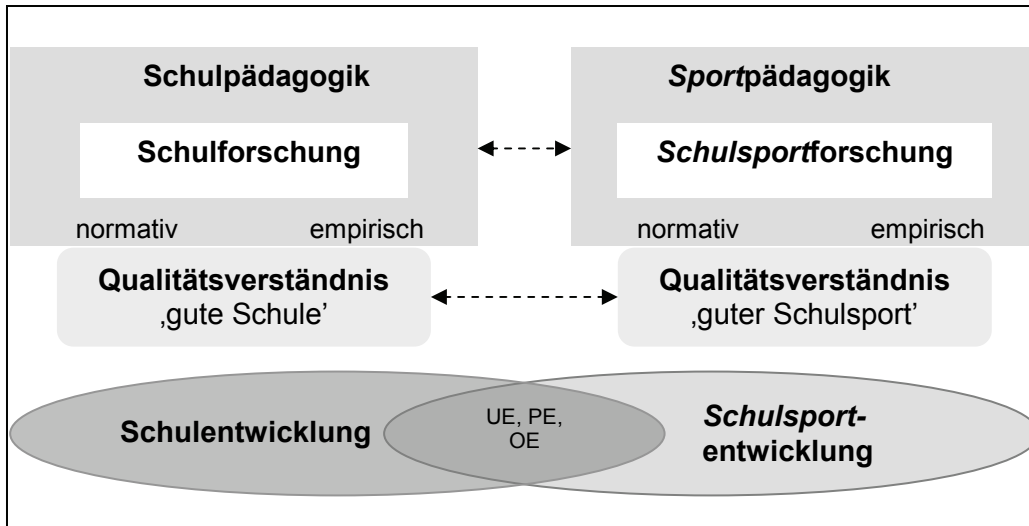 Schulpädagogik
Schulforschung
normativ empirisch
Qualitätsverständnis
‚gute Schule’
Sportpädagogik
Schulsportforschung
normativ empirisch
Qualitätsverständnis
‚guter Schulsport’
Schulentwicklung
UE, PE,
OE
Schulsport-
entwicklung